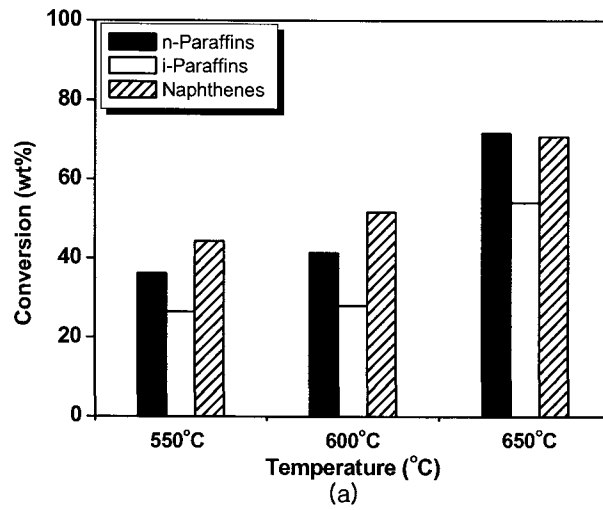 n-Paraffins
i-Paraffins
Naphthenes
100
80
60
40
20
0
Conversion (wt%)
550°C 600°C 650°C
Temperature (°C)
(a)